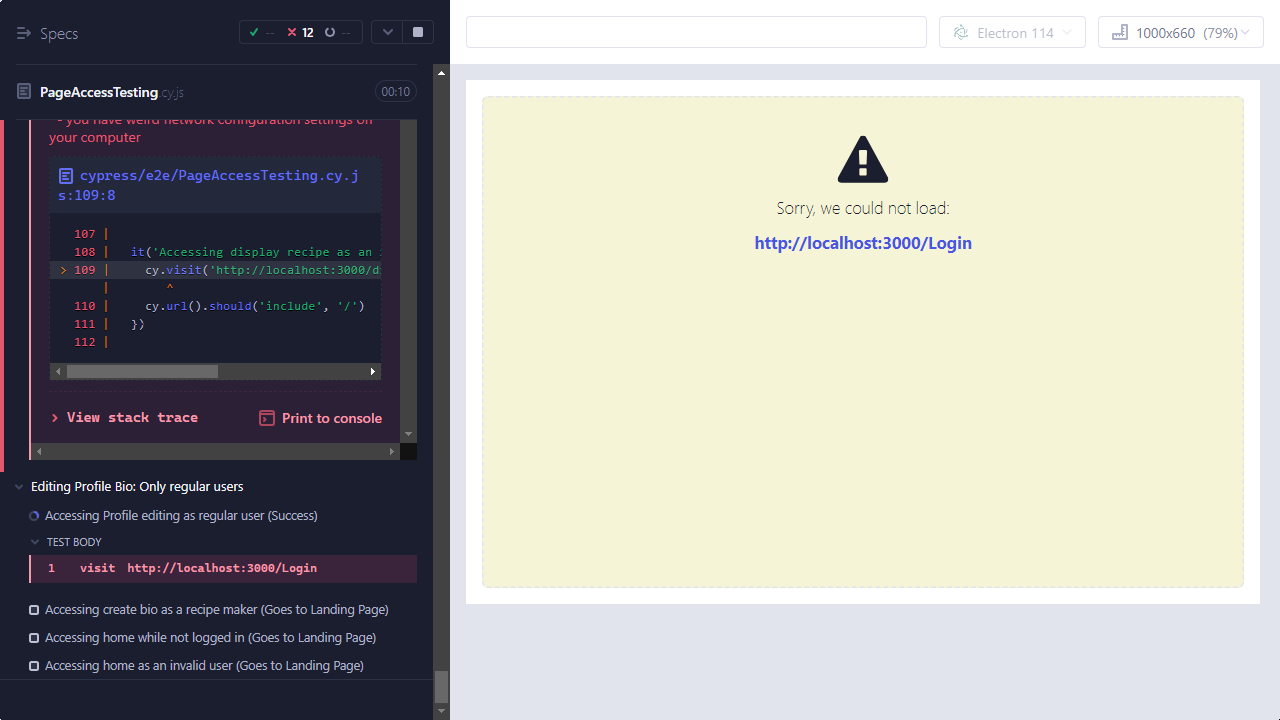 Specs
--
12
--
Electron 114
1000x660 (79%)
PageAccessTesting.cy.js
00:10
- you have weird network configuration settings on
your computer
cypress/e2e/PageAccessTesting.cy.j
s:109:8
107 |
108 | it('Accessing display recipe as an
> 109 | cy.visit('http://localhost:3000/d
| ^
110 | cy.url().should('include', '/')
111 | })
112 |
> View stack trace
Print to console
Editing Profile Bio: Only regular users
Accessing Profile editing as regular user (Success)
TEST BODY
1 visit http://localhost:3000/Login
Accessing create bio as a recipe maker (Goes to Landing Page)
Accessing home while not logged in (Goes to Landing Page)
Accessing home as an invalid user (Goes to Landing Page)
Sorry, we could not load:
http://localhost:3000/Login